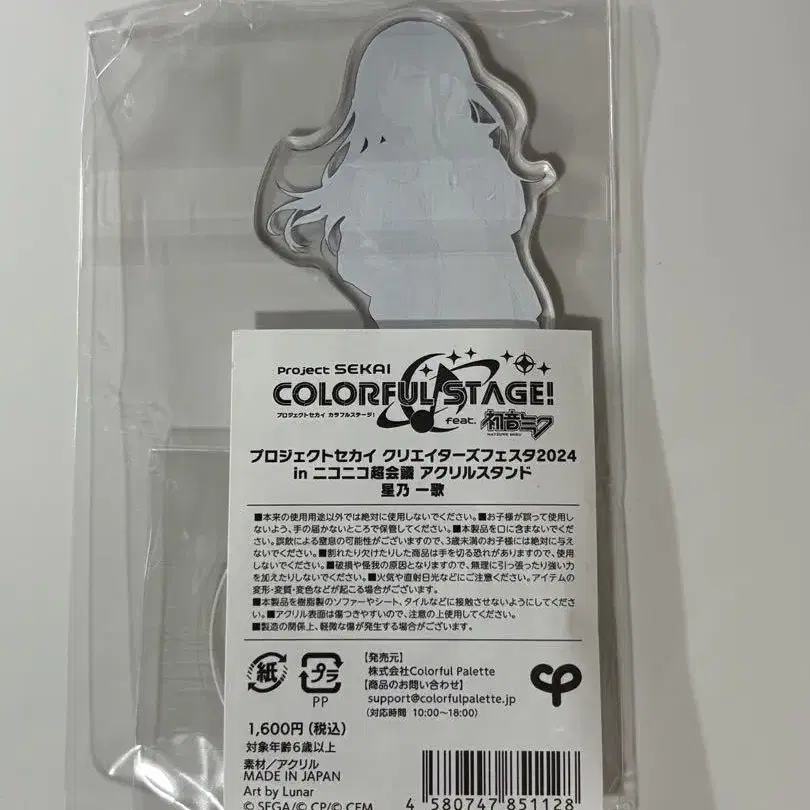 Project SEKAI
COLORFUL STAGE!
プロジェクトセカイ カラフルステージ!
feat. 初音ミク
HATSUNE MIKU
プロジェクトセカイ クリエイターズフェスタ2024
in ニコニコ超会議 アクリルスタンド
星乃 一歌
■本来の使用用途以外では絶対に使用しないでください。■お子様が誤って使用し
ないよう、手の届かないところで保管してください。■本製品を口に含まないでくだ
さい。誤飲による窒息の可能性がございますので、3歳未満のお子様には絶対に与え
ないでください。■割れたり欠けたりした商品は手を切る恐れがありますので、使用
しないでください。■破損や怪我の原因となりますので、無理に引っ張ったり強い力
を加えたりしないでください。■火気や直射日光などにご注意ください。アイテムの
変形・変質・変色などが起こる場合がございます。
■本製品を樹脂製のソファーやシート、タイルなどに接触させないようにしてくださ
い。■アクリル表面は傷つきやすいので、注意の上使用してください。
■製造の関係上、軽微な傷が発生する場合がございます。
紙
プラ
PP
【発売元】
株式会社Colorful Palette
【商品のお問い合わせ】
support@colorfulpalette.jp
(対応時間 10:00~18:00)
1,600円(税込)
対象年齢6歳以上
素材/アクリル
MADE IN JAPAN
Art by Lunar
© SEGA/© CP/© CFM
4 580747 851128